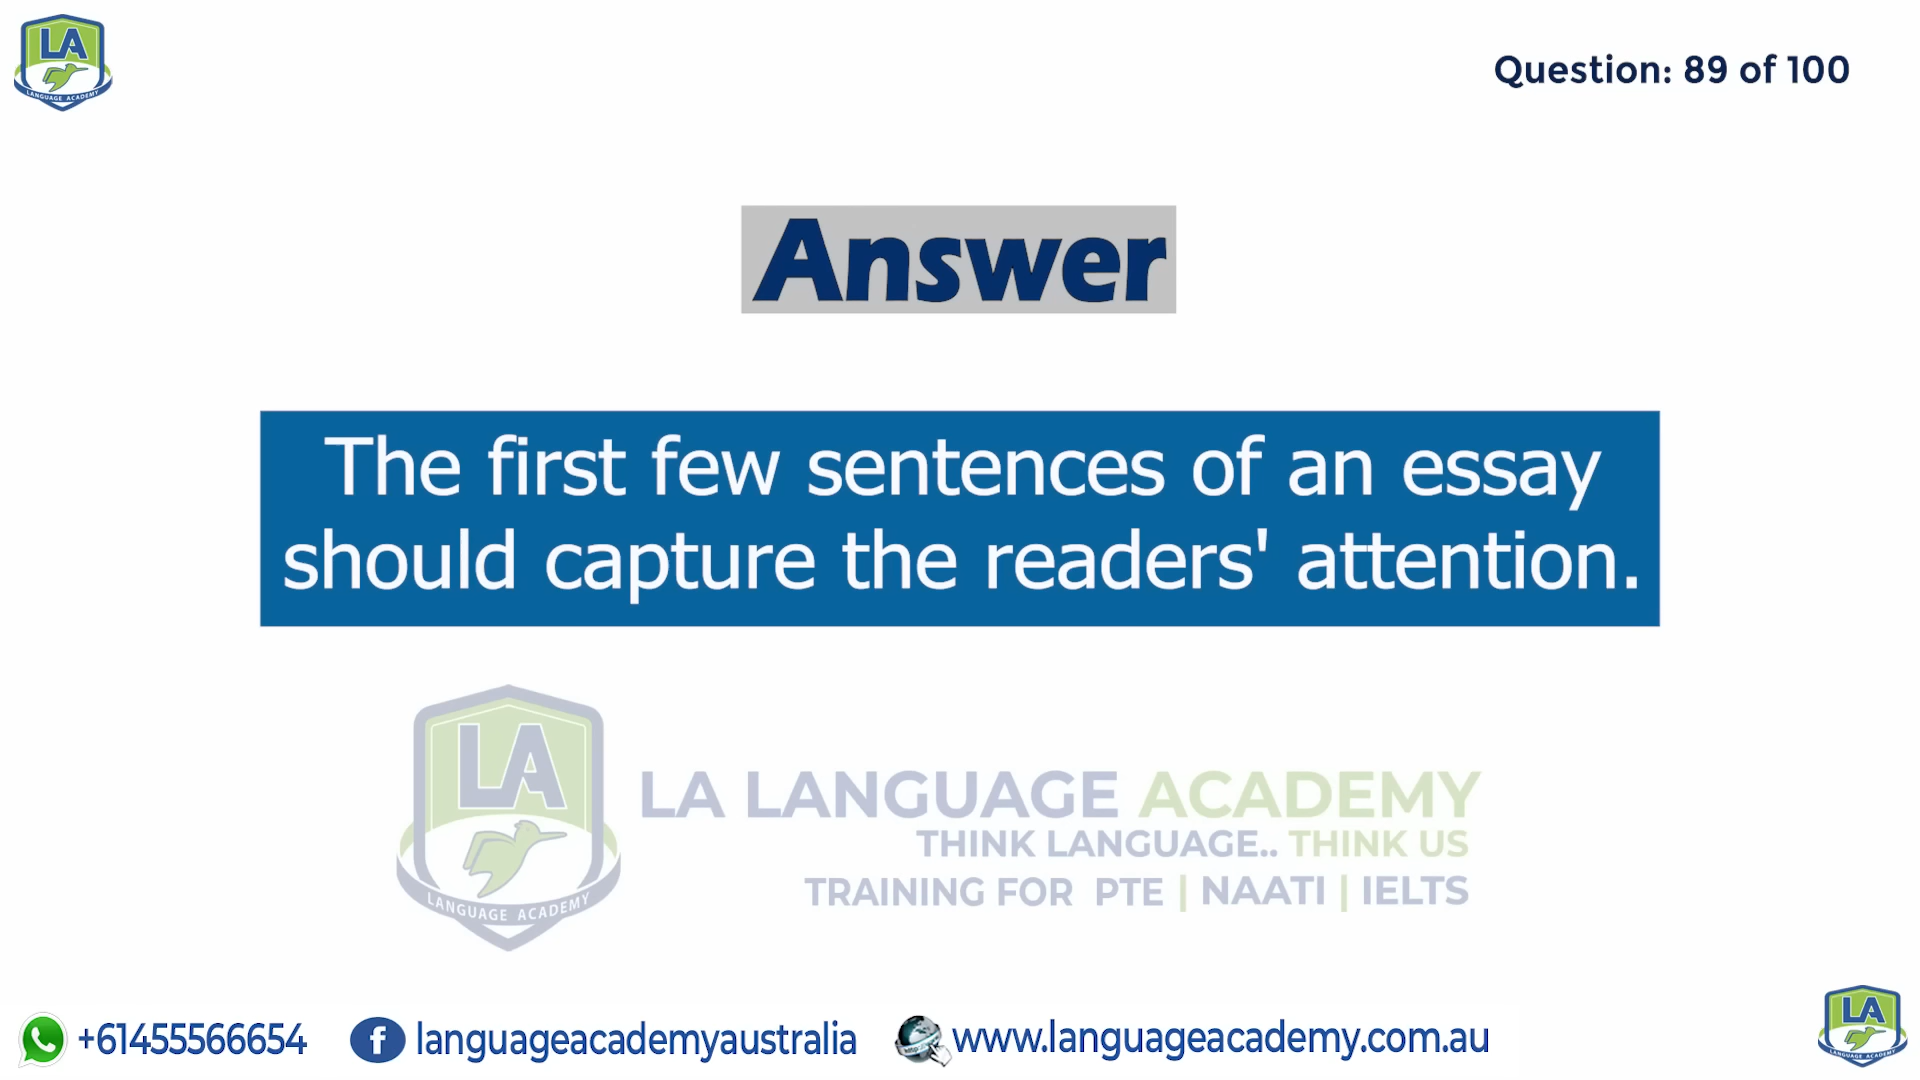 LA
LANGUAGE ACADEMY
Question: 89 of 100
Answer
The first few sentences of an essay
should capture the readers' attention.
LA
LANGUAGE ACADEMY
LA LANGUAGE ACADEMY
THINK LANGUAGE.. THINK US
TRAINING FOR PTE | NAATI | IELTS
+61455566654
languageacademyaustralia
www.languageacademy.com.au
LA
LANGUAGE ACADEMY